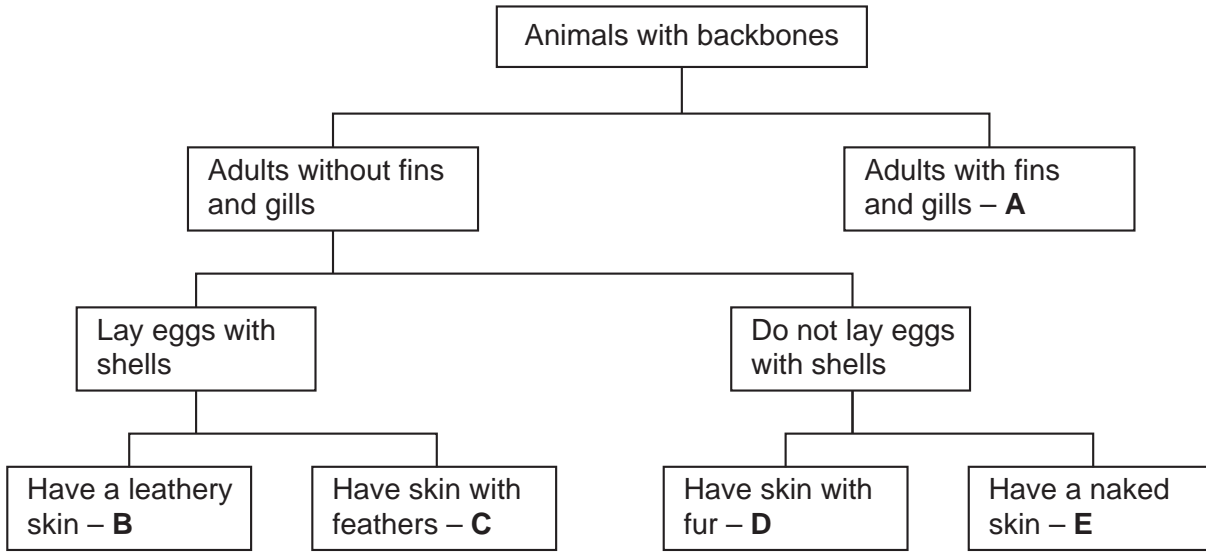 Animals with backbones
Adults without fins
and gills
Adults with fins
and gills – A
Lay eggs with
shells
Do not lay eggs
with shells
Have a leathery
skin – B
Have skin with
feathers – C
Have skin with
fur – D
Have a naked
skin – E